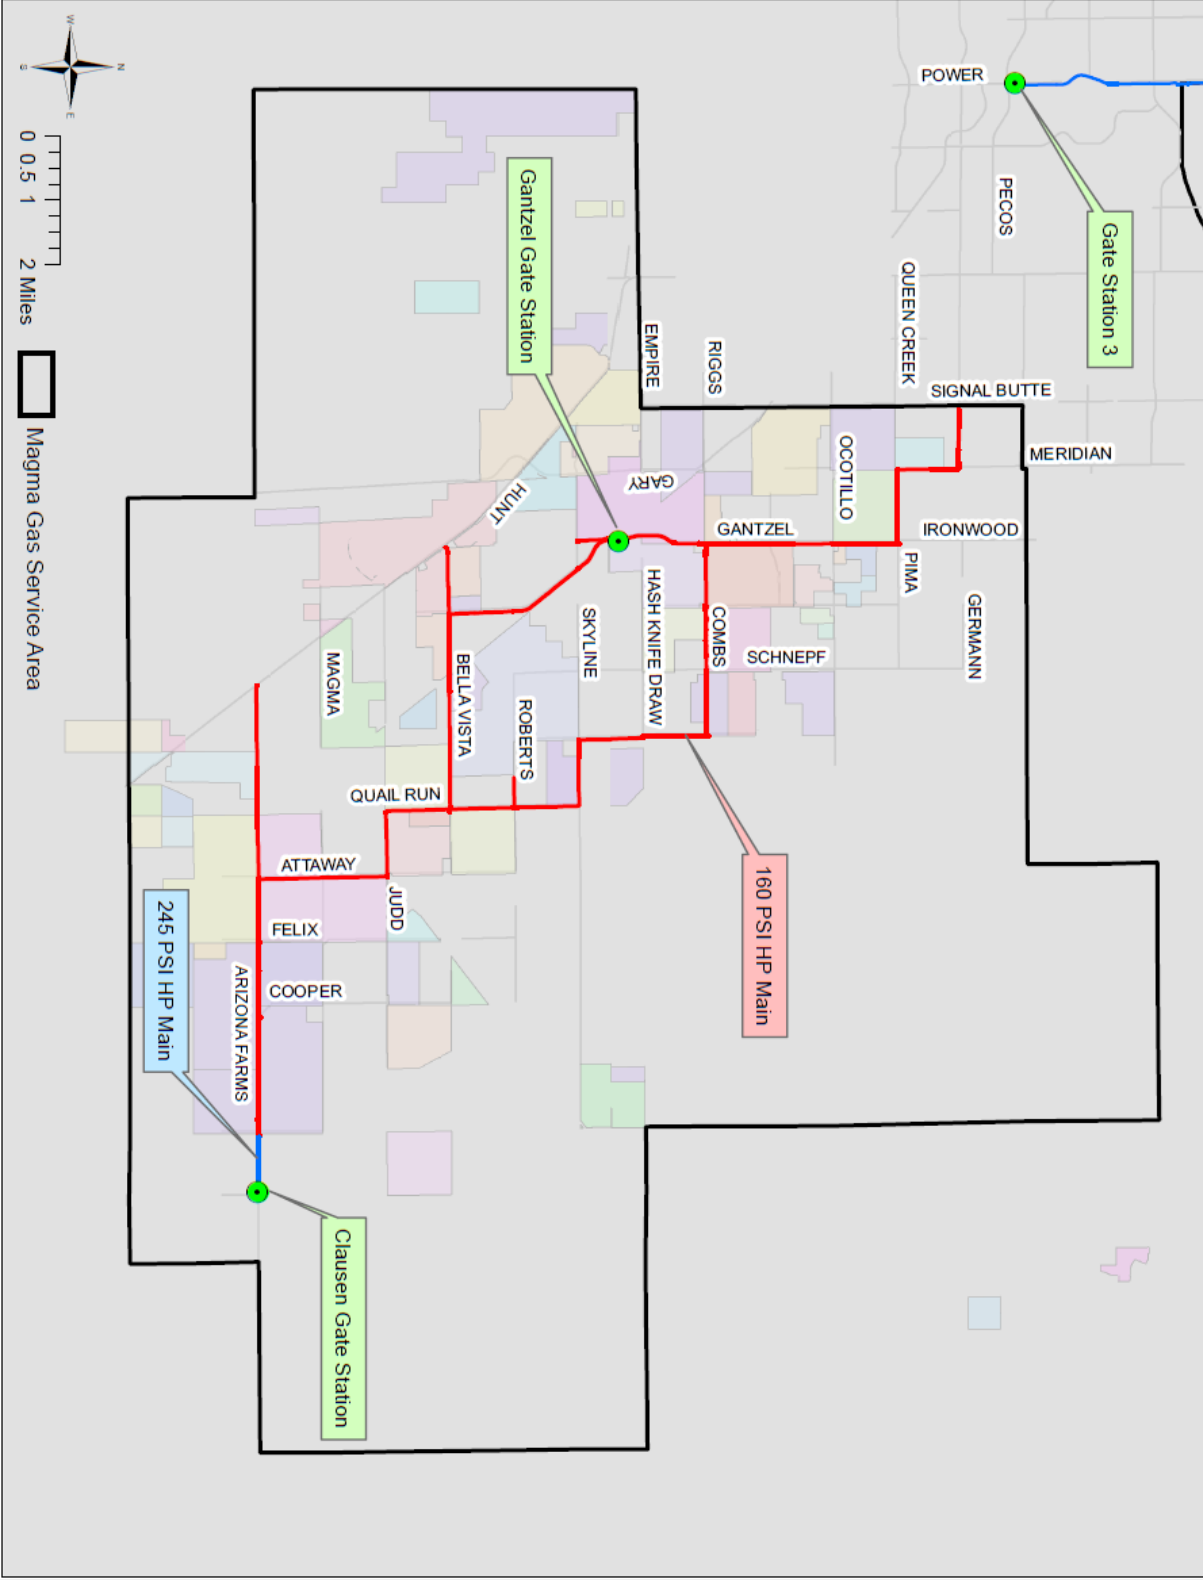 W
N
S
E
0 0.5 1 2 Miles
Magma Gas Service Area
POWER
PECOS
Gate Station 3
Gantzel Gate Station
QUEEN CREEK
EMPIRE
RIGGS
SIGNAL BUTTE
MERIDIAN
OCOTILLO
GARY
HUNT
GANTZEL
IRONWOOD
PIMA
GERMANN
HASH KNIFE DRAW
COMBS
SKYLINE
SCHNEPF
MAGMA
BELLA VISTA
ROBERTS
QUAIL RUN
160 PSI HP Main
ATTAWAY
JUDD
245 PSI HP Main
FELIX
COOPER
ARIZONA FARMS
Clausen Gate Station